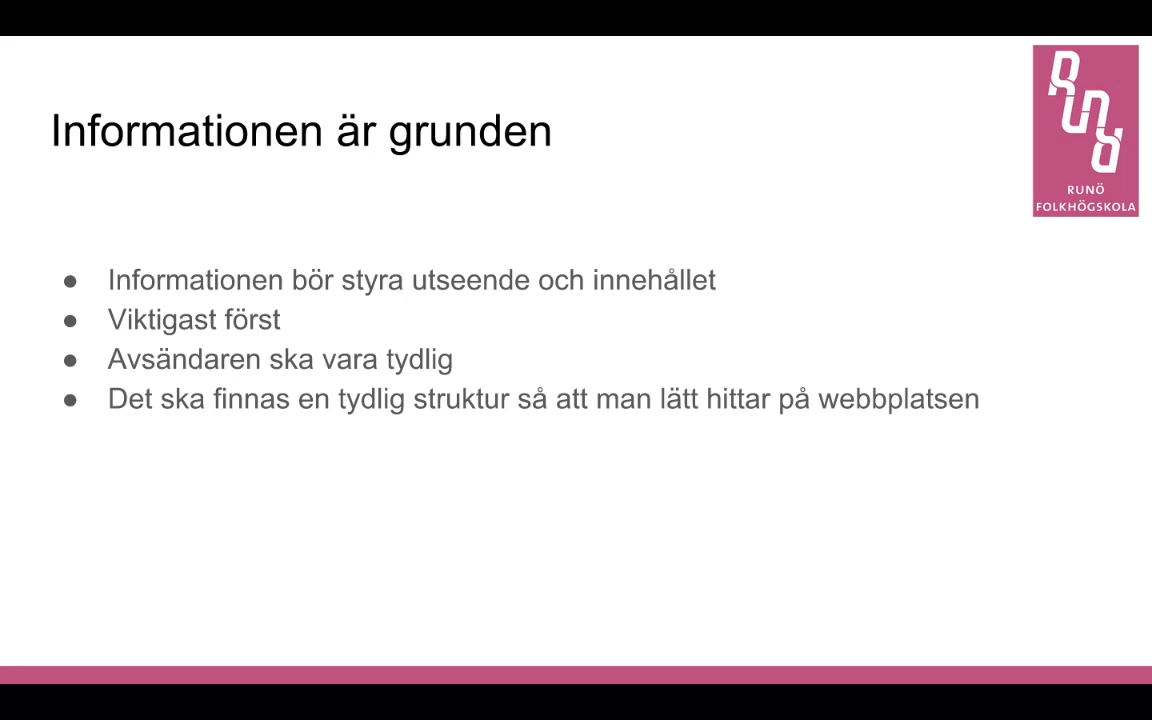 Informationen är grunden
RUNÖ
RUNÖ
FOLKHÖGSKOLA
● Informationen bör styra utseende och innehållet
● Viktigast först
● Avsändaren ska vara tydlig
● Det ska finnas en tydlig struktur så att man lätt hittar på webbplatsen